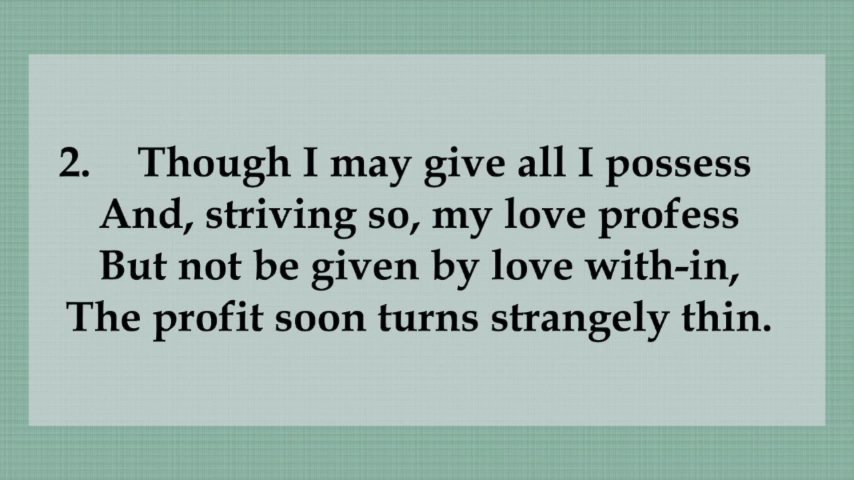 2. Though I may give all I possess
And, striving so, my love profess
But not be given by love with-in,
The profit soon turns strangely thin.